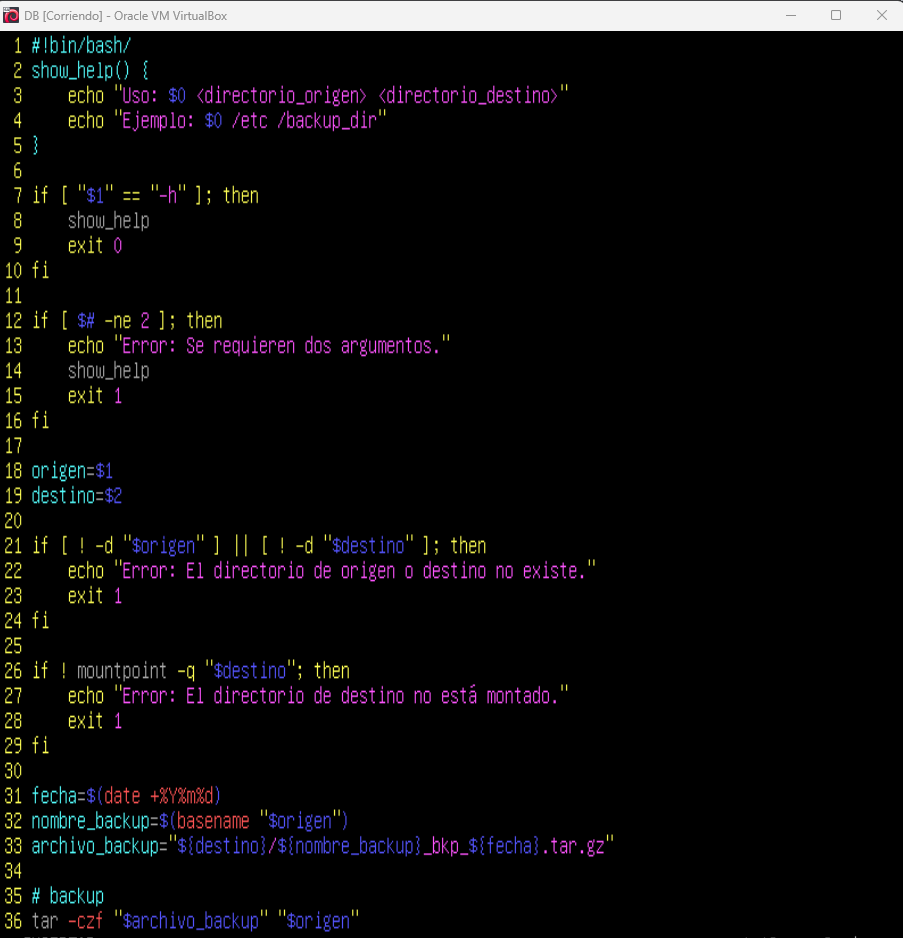 DB [Corriendo] - Oracle VM VirtualBox
1 #!bin/bash/
2 show_help() {
3     echo "Uso: $0 <directorio_origen> <directorio_destino>"
4     echo "Ejemplo: $0 /etc /backup_dir"
5 }
6
7 if [ "$1" == "-h" ]; then
8     show_help
9     exit 0
10 fi
11
12 if [ $# -ne 2 ]; then
13     echo "Error: Se requieren dos argumentos."
14     show_help
15     exit 1
16 fi
17
18 origen=$1
19 destino=$2
20
21 if [ ! -d "$origen" ] || [ ! -d "$destino" ]; then
22     echo "Error: El directorio de origen o destino no existe."
23     exit 1
24 fi
25
26 if ! mountpoint -q "$destino"; then
27     echo "Error: El directorio de destino no está montado."
28     exit 1
29 fi
30
31 fecha=$(date +%Y%m%d)
32 nombre_backup=$(basename "$origen")
33 archivo_backup="${destino}/${nombre_backup}_bkp_${fecha}.tar.gz"
34
35 # backup
36 tar -czf "$archivo_backup" "$origen"